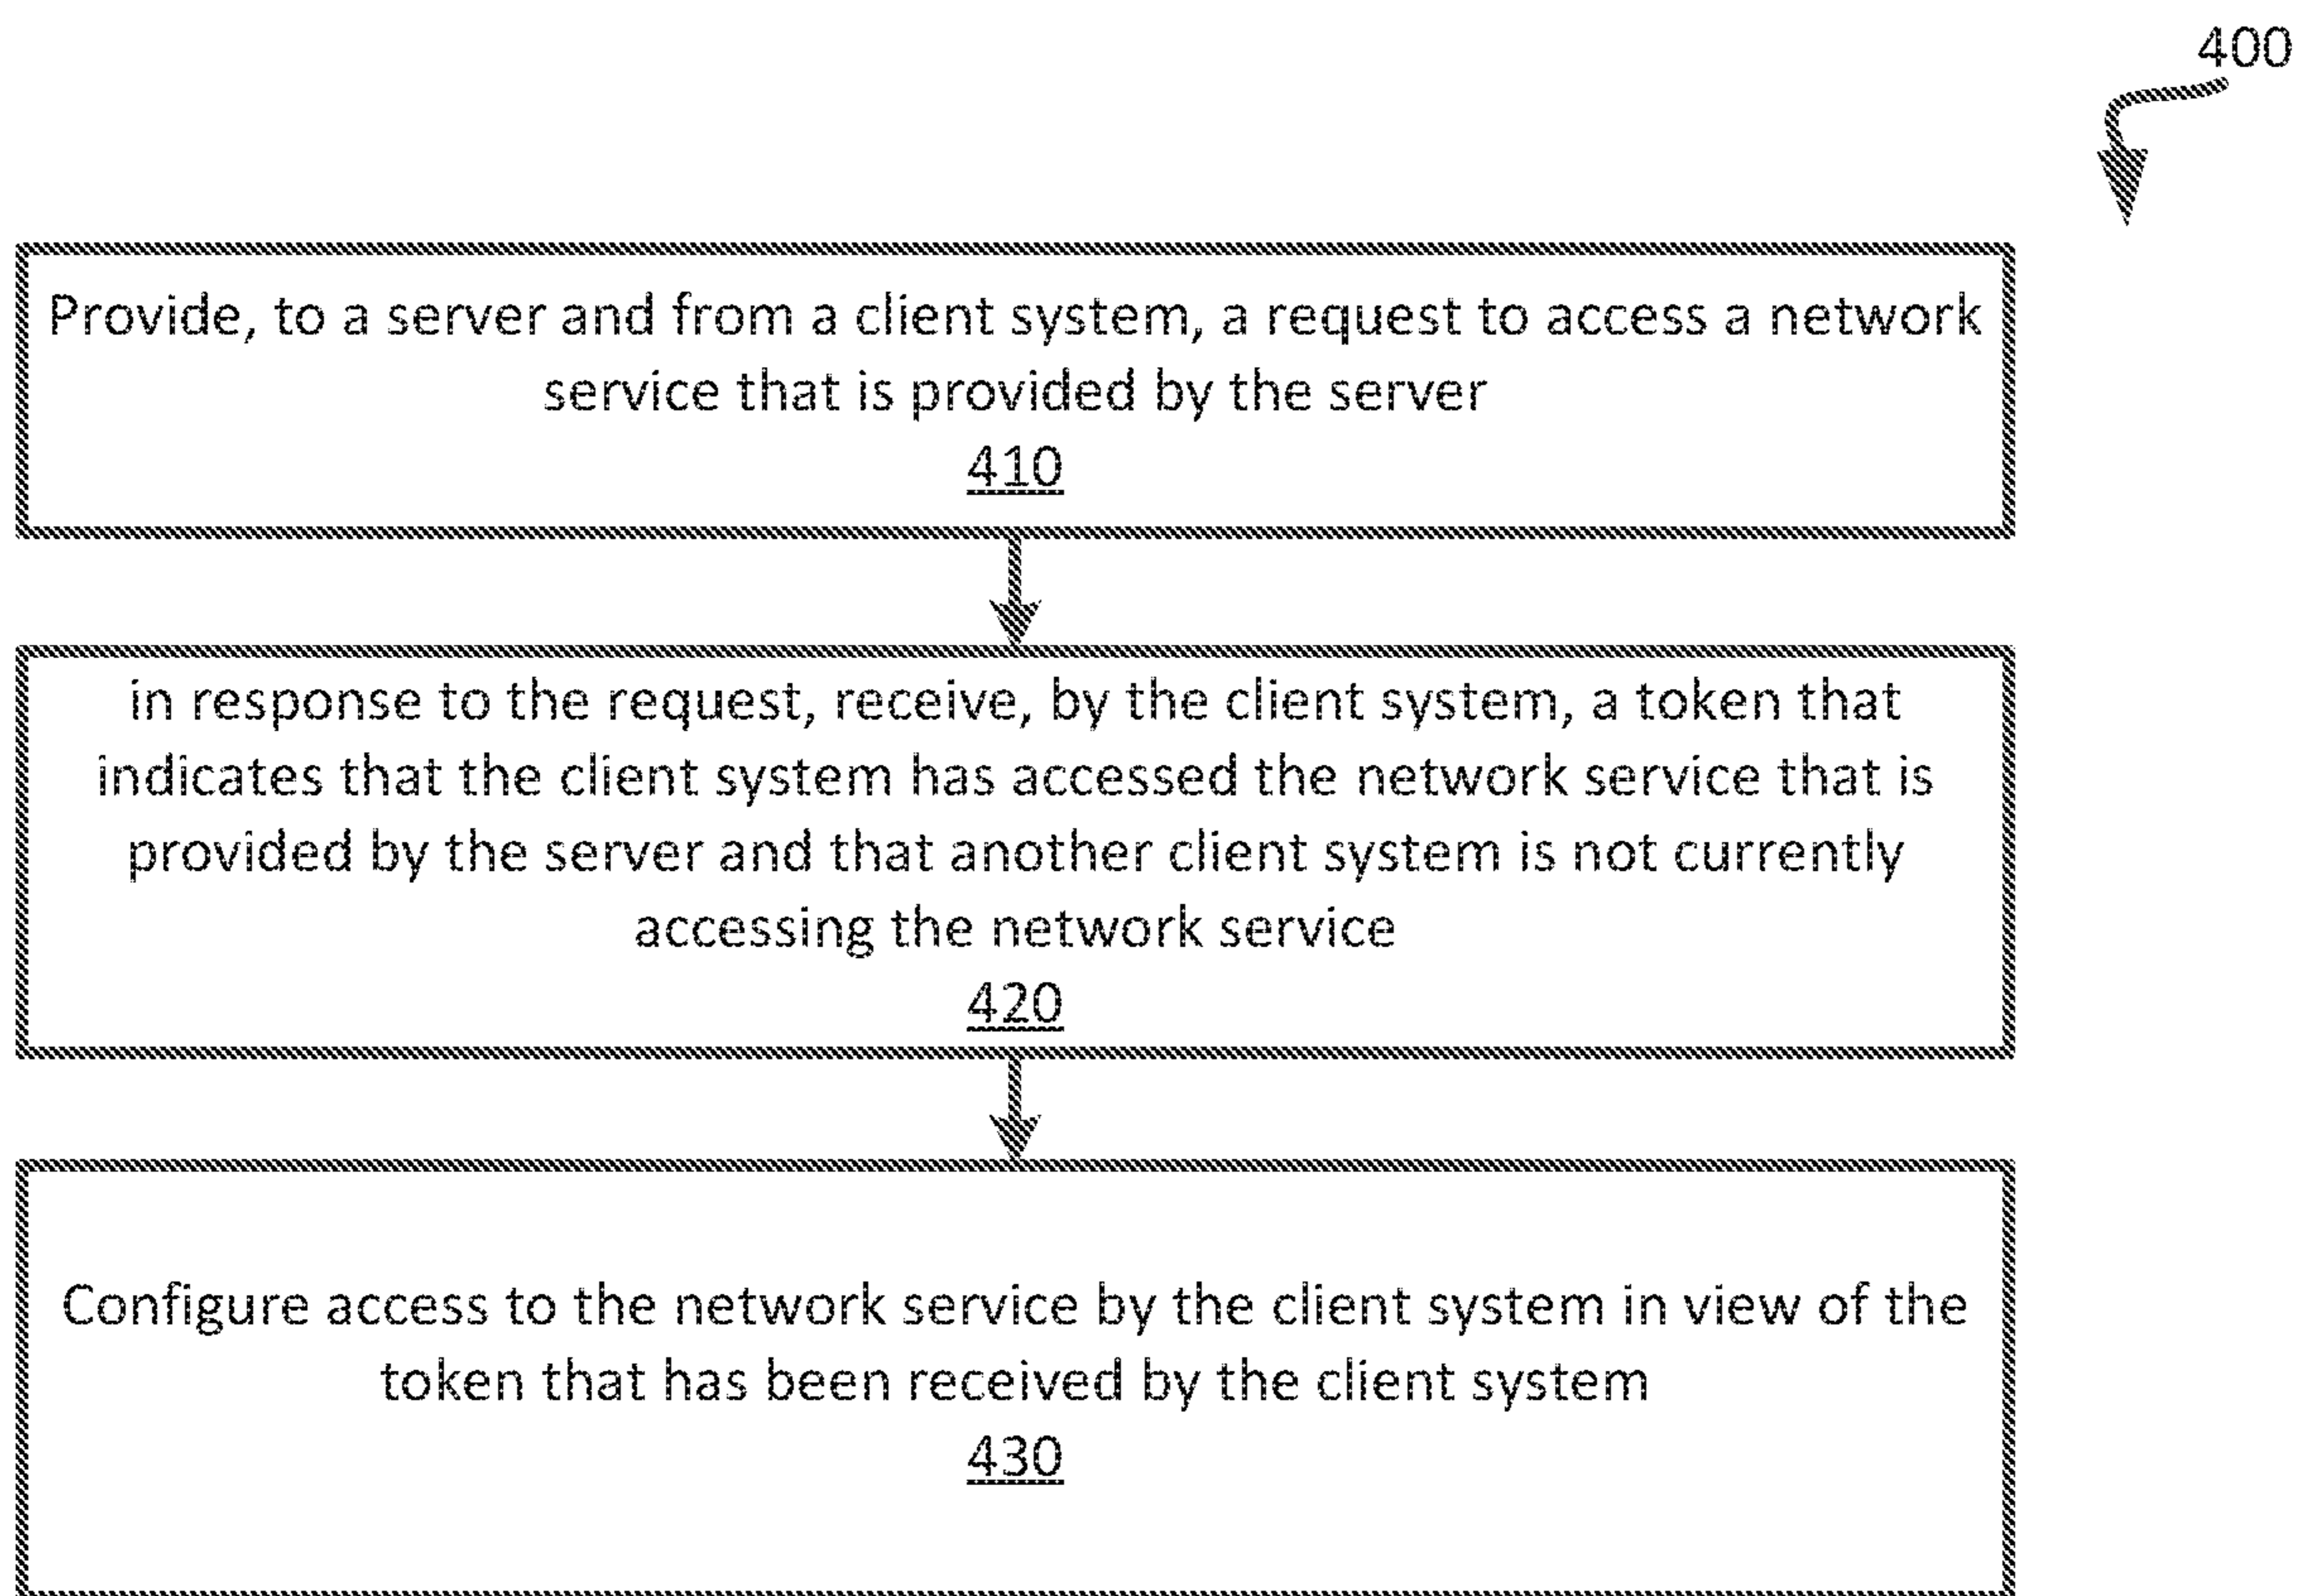 400
Provide, to a server and from a client system, a request to access a network
service that is provided by the server
410
in response to the request, receive, by the client system, a token that
indicates that the client system has accessed the network service that is
provided by the server and that another client system is not currently
accessing the network service
420
Configure access to the network service by the client system in view of the
token that has been received by the client system
430